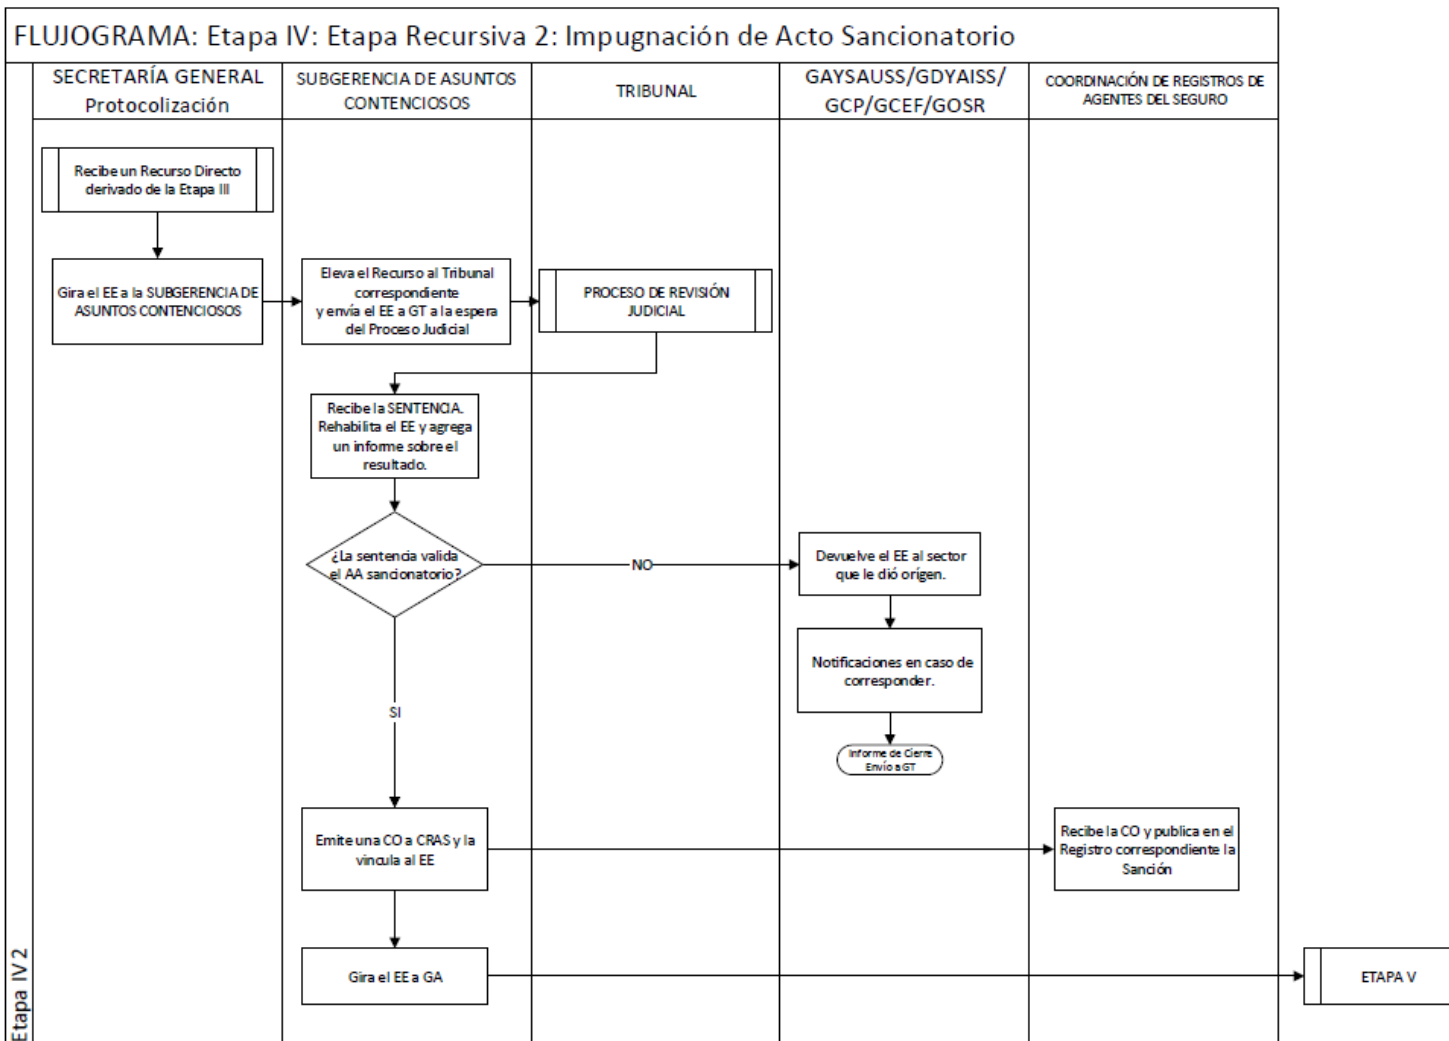 FLUJOGRAMA: Etapa IV: Etapa Recursiva 2: Impugnación de Acto Sancionatorio
SECRETARÍA GENERAL
Protocolización
SUBGERENCIA DE ASUNTOS
CONTENCIOSOS
TRIBUNAL
GAYSAUSS/GDYAISS/
GCP/GCEF/GOSR
COORDINACIÓN DE REGISTROS DE
AGENTES DEL SEGURO
Recibe un Recurso Directo
derivado de la Etapa III
Gira el EE a la SUBGERENCIA DE
ASUNTOS CONTENCIOSOS
Eleva el Recurso al Tribunal
correspondiente
y envía el EE a GT a la espera
del Proceso Judicial
PROCESO DE REVISIÓN
JUDICIAL
Recibe la SENTENCIA.
Rehabilita el EE y agrega
un informe sobre el
resultado.
¿La sentencia valida
el AA sancionatorio?
NO
Devuelve el EE al sector
que le dió orígen.
Notificaciones en caso de
corresponder.
SI
Informe de Cierre
Envío a GT
Emite una CO a CRAS y la
vincula al EE
Recibe la CO y publica en el
Registro correspondiente la
Sanción
Gira el EE a GA
ETAPA V
Etapa IV 2